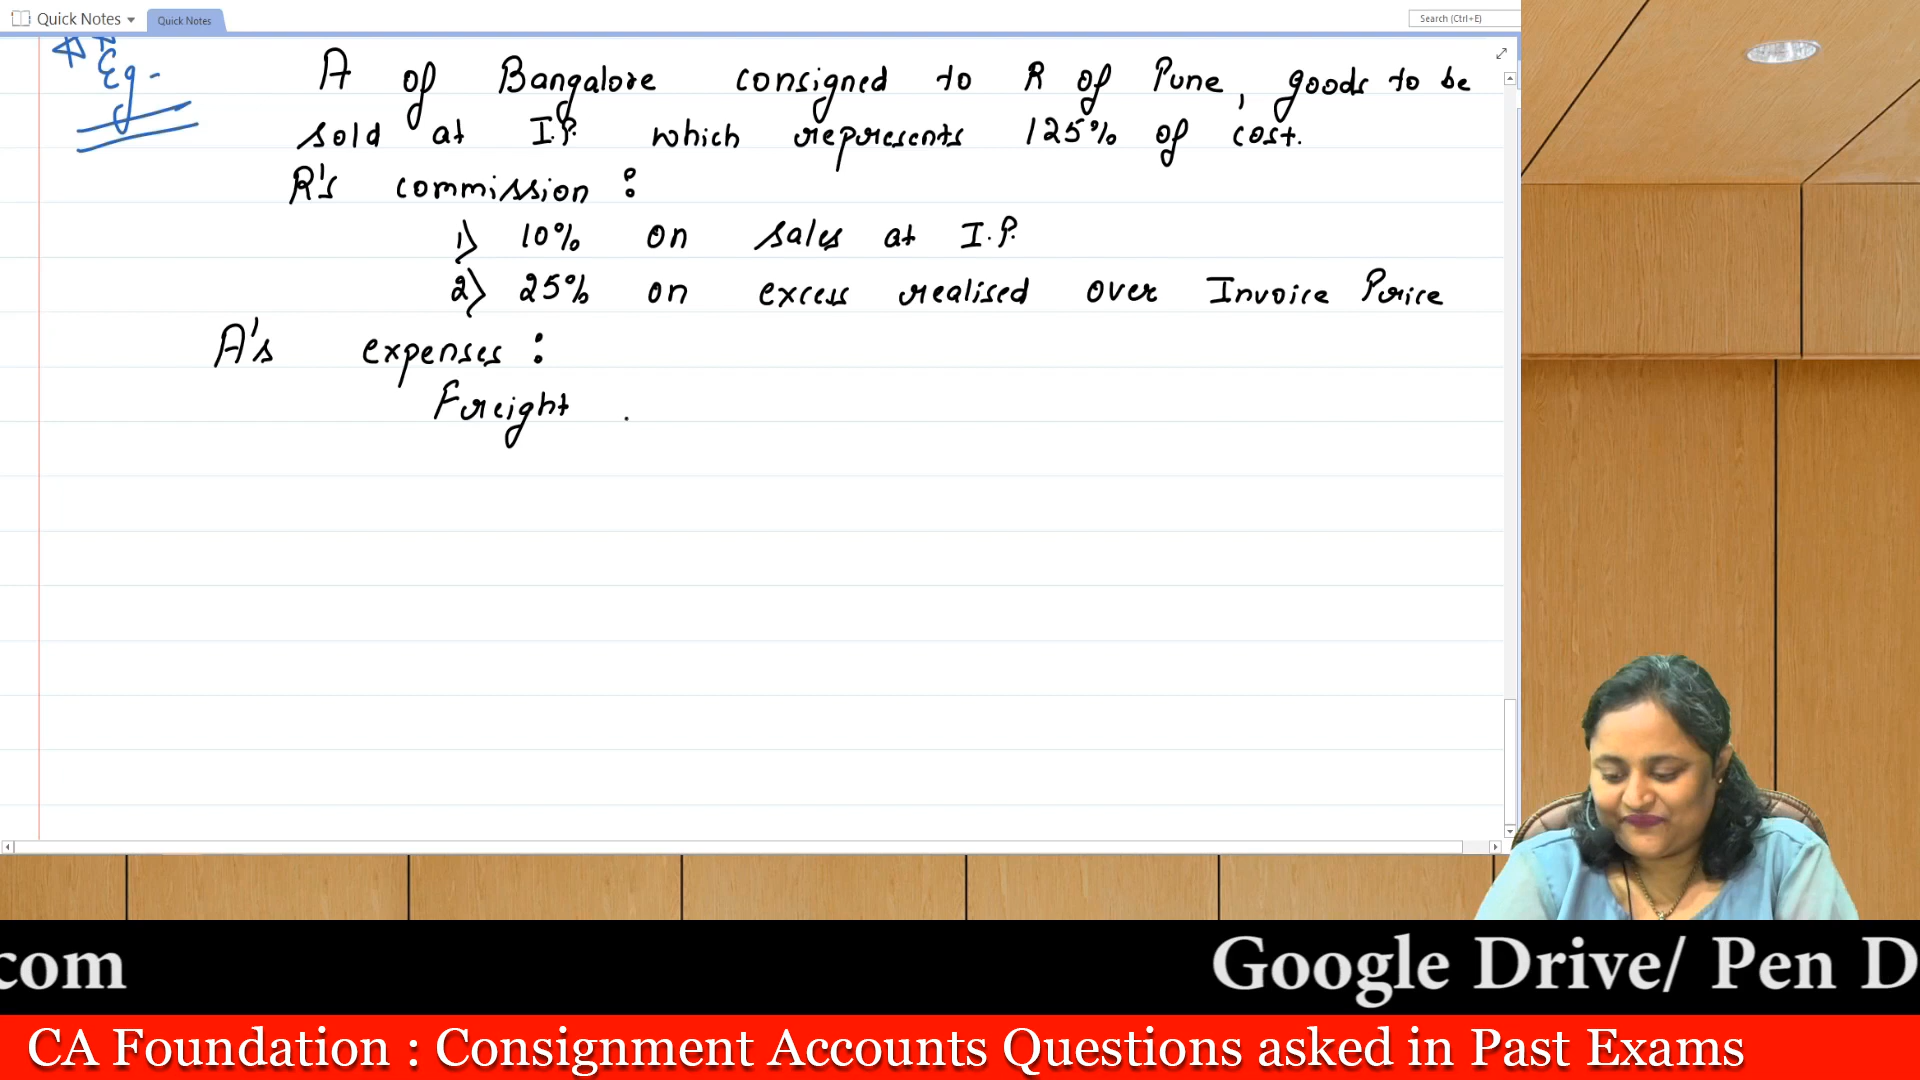 Quick Notes
Quick Notes
Search (Ctrl+E)
Eg -
A of Bangalore consigned to R of Pune, goods to be
sold at I.P. which represents 125% of cost.
R's commission :
1) 10% on sales at I.P.
2) 25% on excess realised over Invoice Price
A's expenses :
Freight .
com
Google Drive/ Pen D
CA Foundation : Consignment Accounts Questions asked in Past Exams